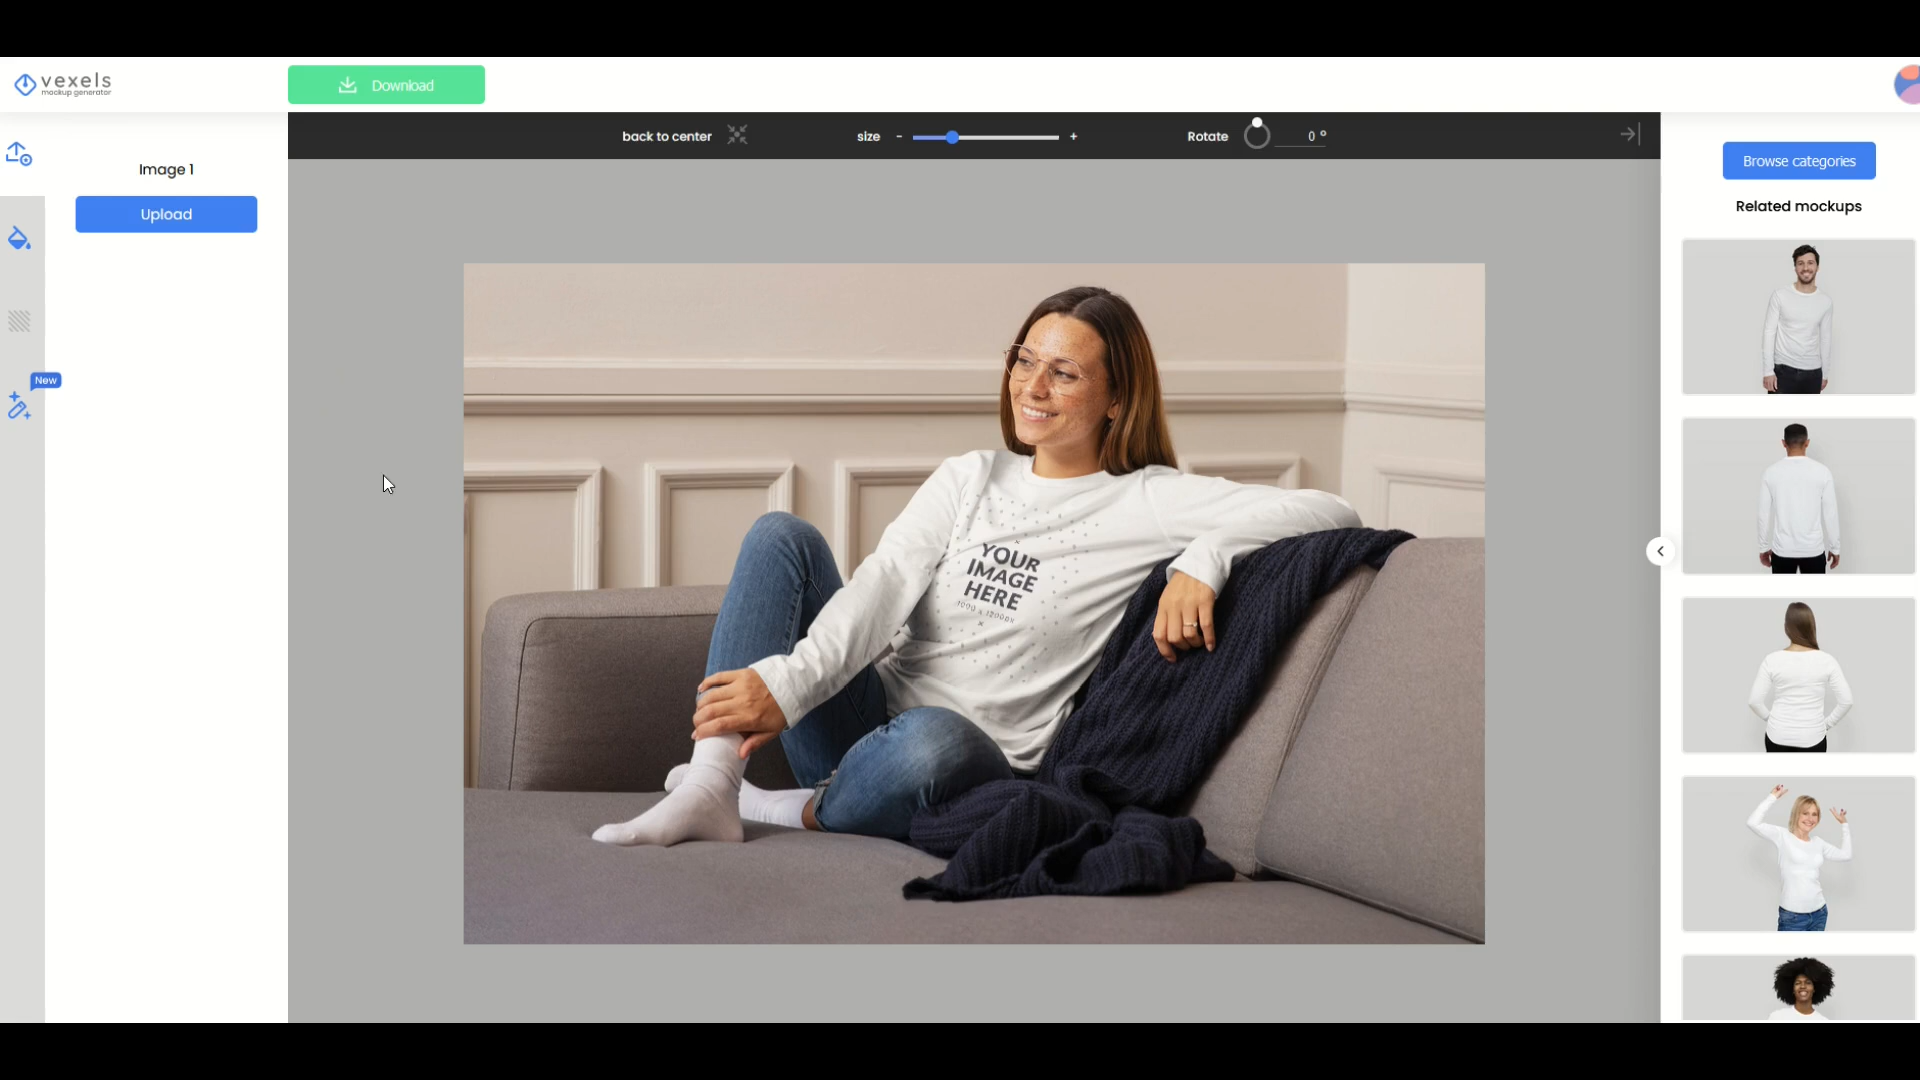 vexels
mockup generator
Download
back to center
size
-
+
Rotate
0 °
Image 1
Upload
New
Browse categories
Related mockups
YOUR
IMAGE
HERE